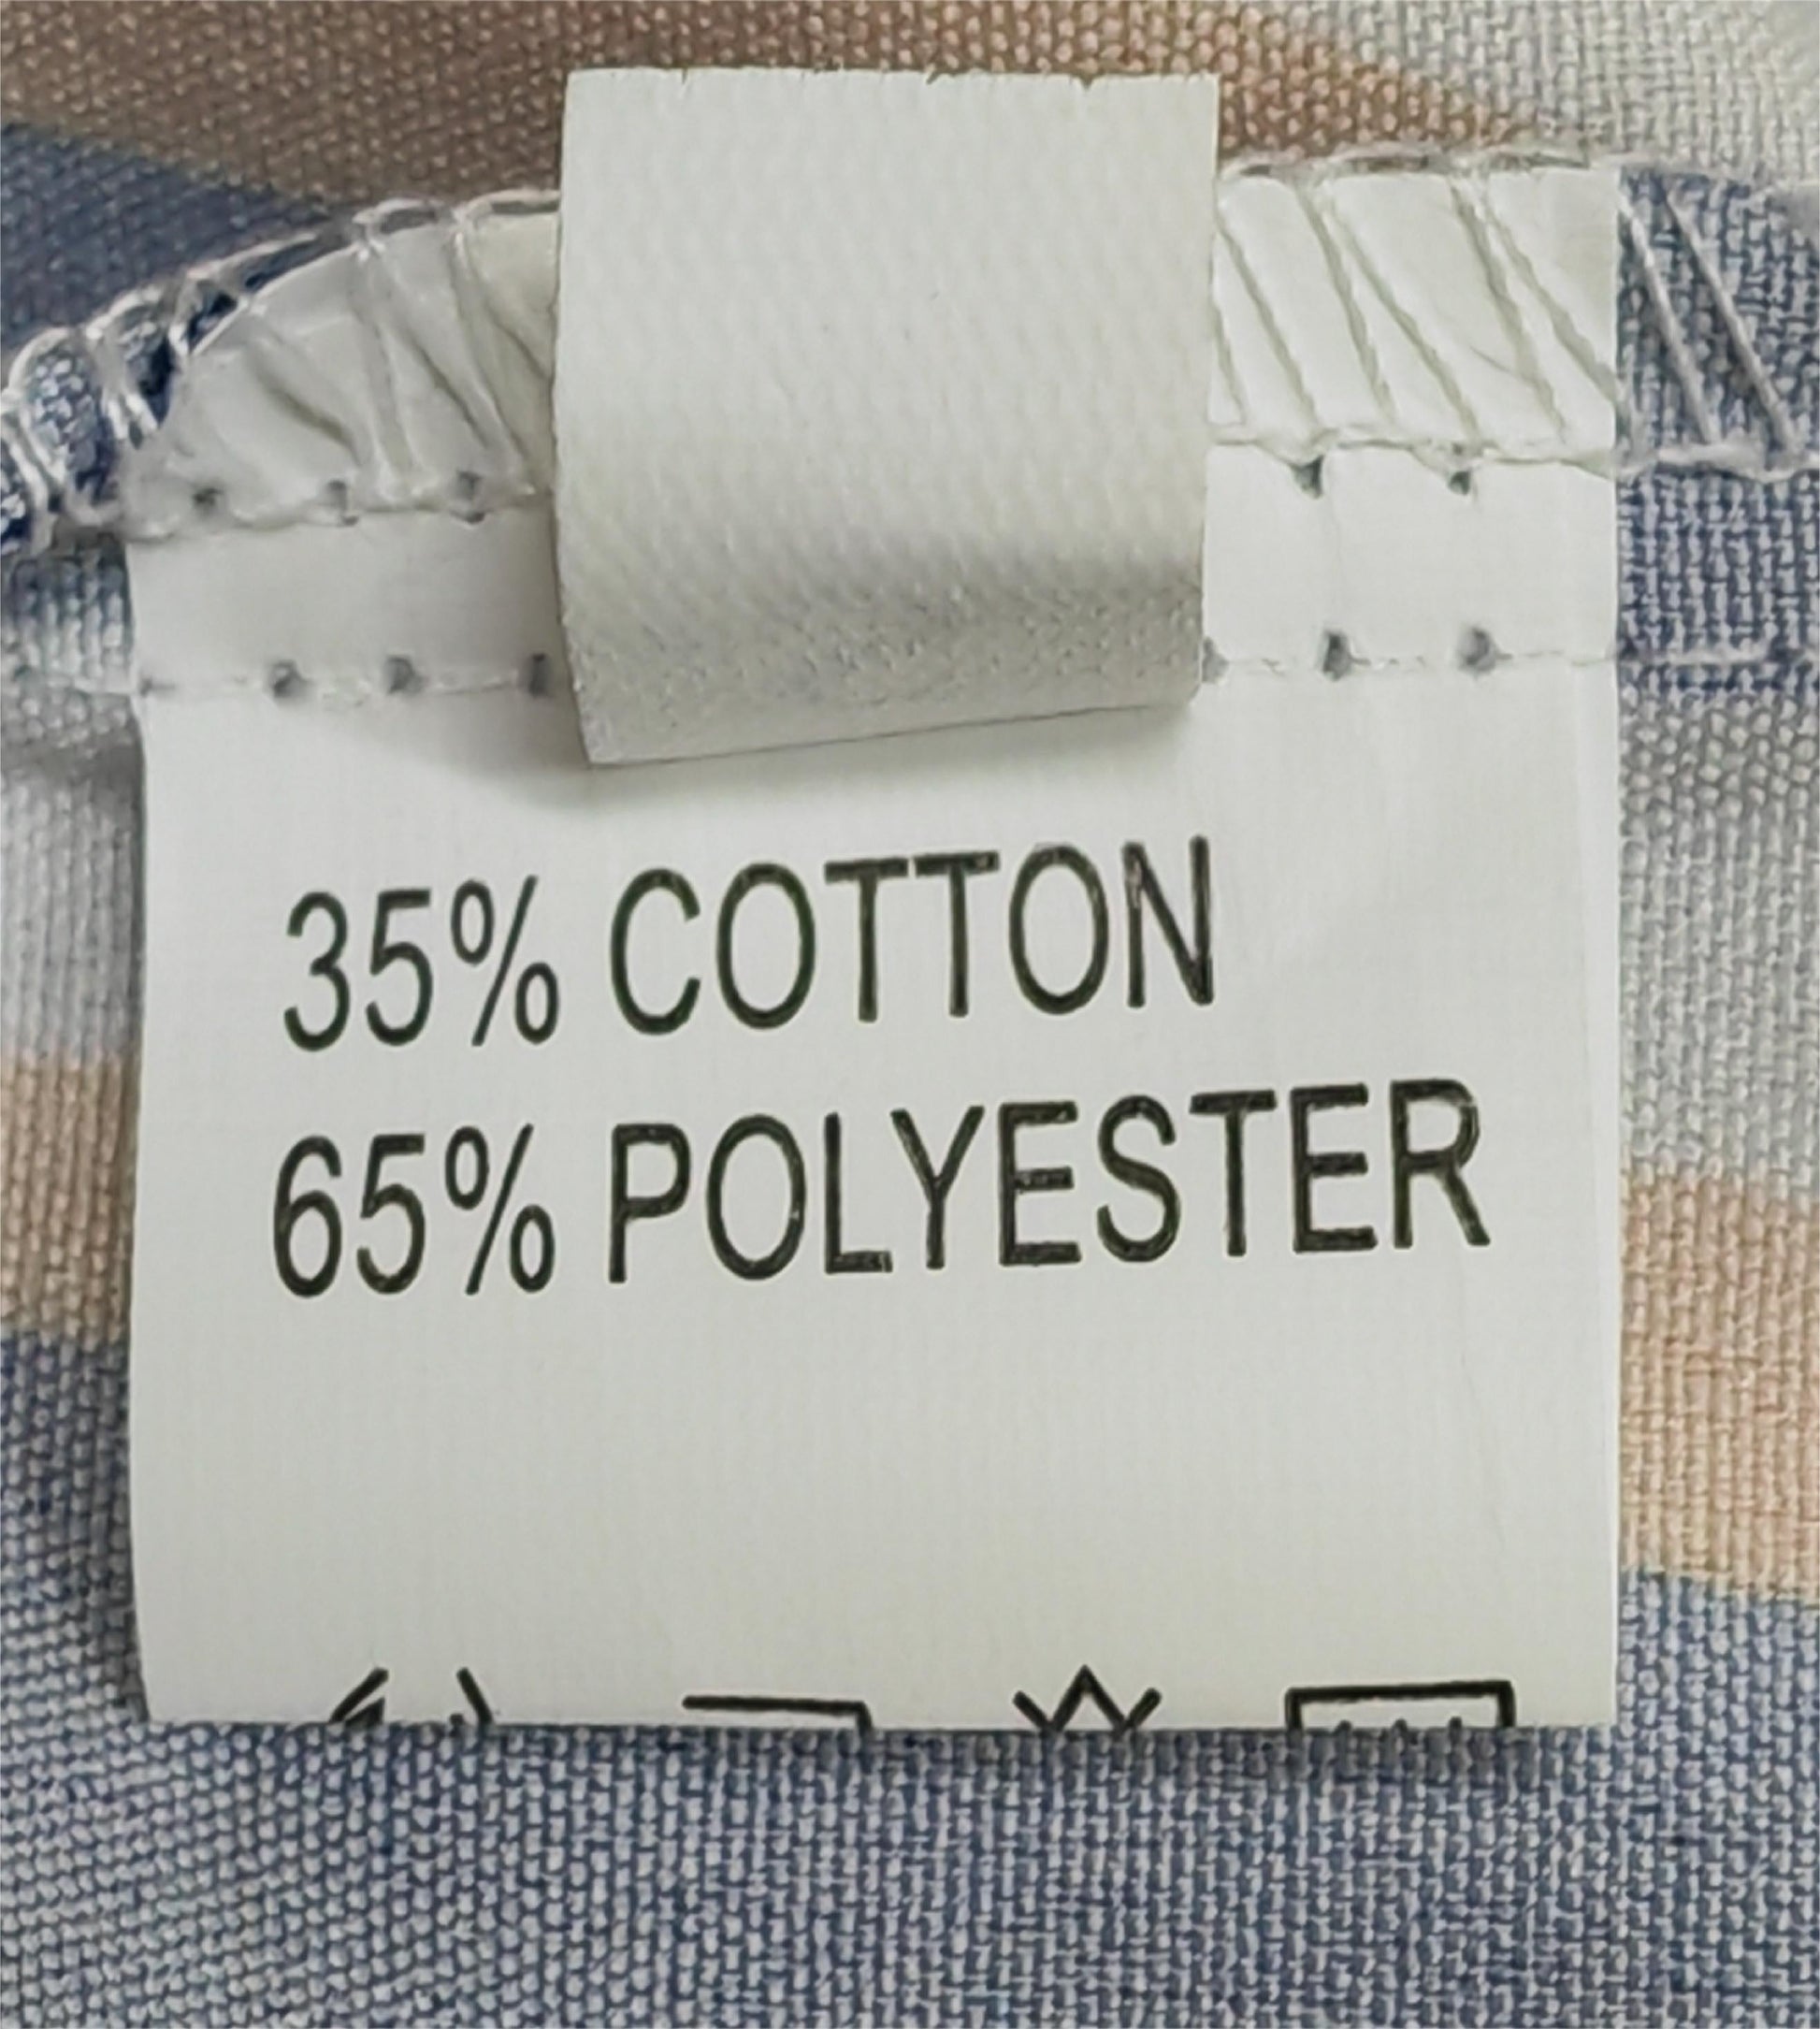 35% COTTON
65% POLYESTER